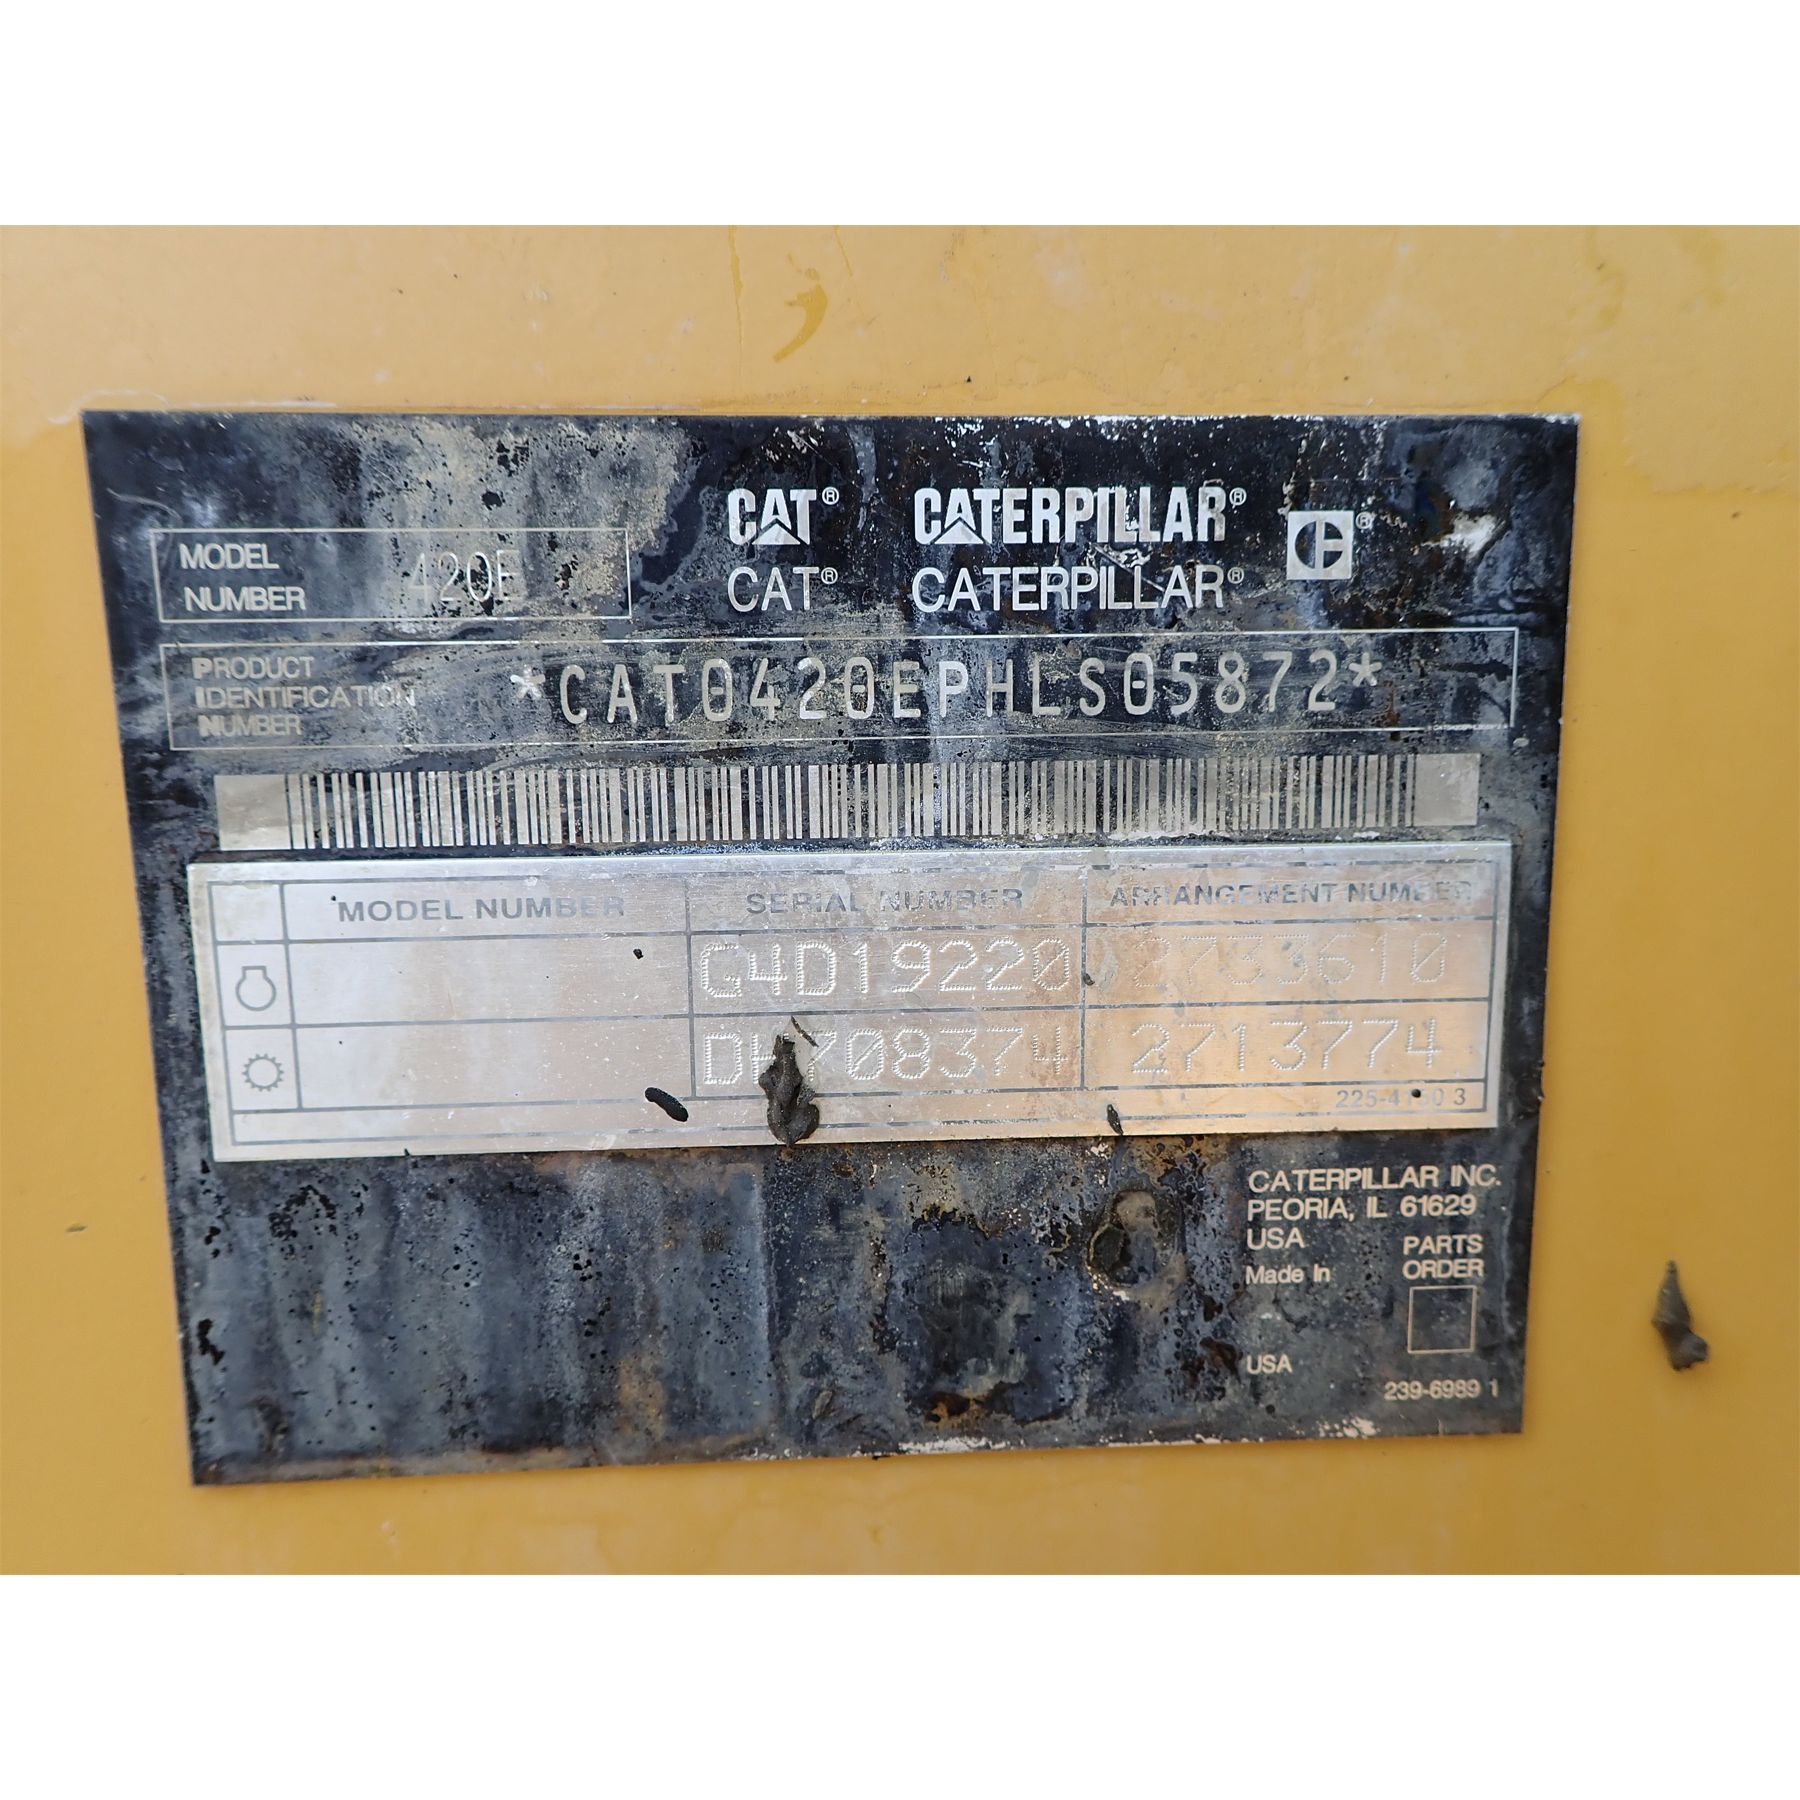 CAT® CATERPILLAR®
MODEL NUMBER 420E
CAT® CATERPILLAR®
PRODUCT IDENTIFICATION NUMBER *CAT0420EPHLS05872*
MODEL NUMBER SERIAL NUMBER ARRANGEMENT NUMBER
G4D19220 2733610
2713774
3
CATERPILLAR INC.
PEORIA, IL 61629
USA
PARTS ORDER
Made In
USA
239-6989 1